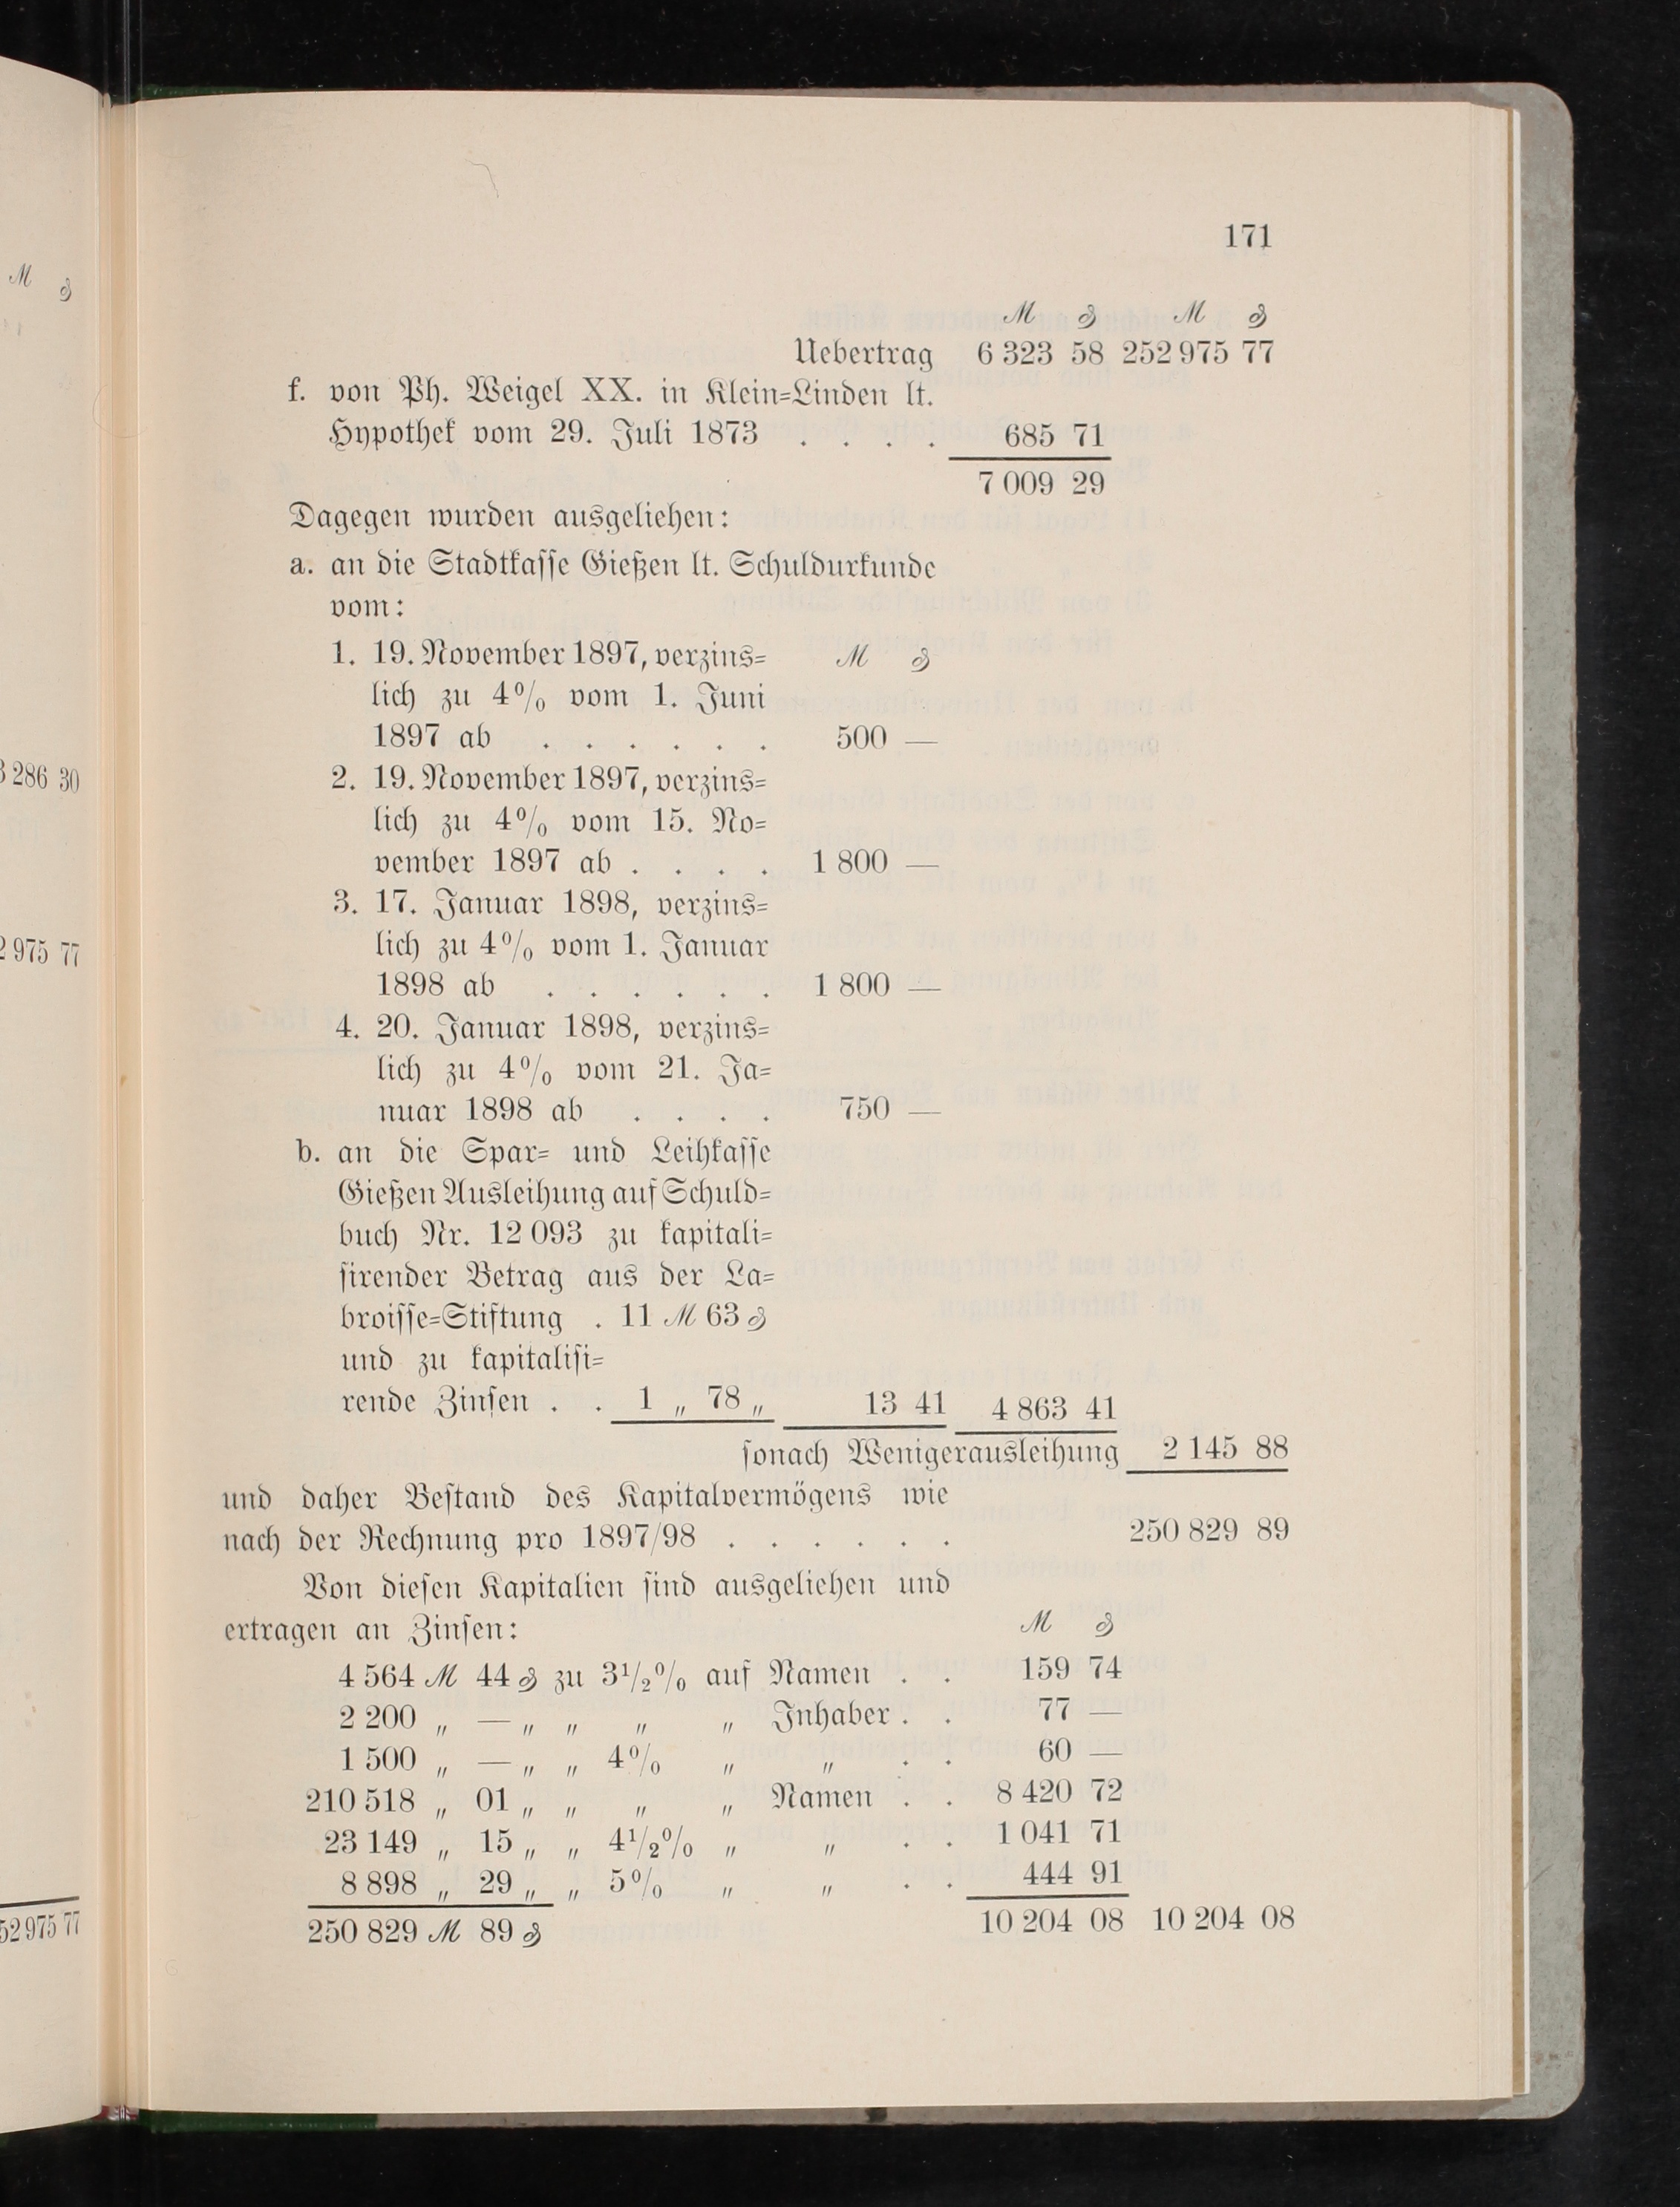 M ₰
3 286 30
2 975 77
52 975 77
171
M ₰ M ₰
Uebertrag 6 323 58 252 975 77
f. von Ph. Weigel XX. in Klein=Linden lt.
Hypothek vom 29. Juli 1873 . . . . 685 71
7 009 29
Dagegen wurden ausgeliehen:
a. an die Stadtkasse Gießen lt. Schuldurkunde
vom:
1. 19. November 1897, verzins= M ₰
lich zu 4% vom 1. Juni
1897 ab . . . . . . 500 —
2. 19. November 1897, verzins=
lich zu 4% vom 15. No=
vember 1897 ab . . . . 1 800 —
3. 17. Januar 1898, verzins=
lich zu 4% vom 1. Januar
1898 ab . . . . . . 1 800 —
4. 20. Januar 1898, verzins=
lich zu 4% vom 21. Ja=
nuar 1898 ab . . . . 750 —
b. an die Spar= und Leihkasse
Gießen Ausleihung auf Schuld=
buch Nr. 12 093 zu kapitali=
sirender Betrag aus der La=
broisse=Stiftung . 11 M 63 ₰
und zu kapitalisi=
rende Zinsen . . 1 „ 78 „ 13 41 4 863 41
sonach Wenigerausleihung 2 145 88
und daher Bestand des Kapitalvermögens wie
nach der Rechnung pro 1897/98 . . . . . . 250 829 89
Von diesen Kapitalien sind ausgeliehen und
ertragen an Zinsen: M ₰
4 564 M 44 ₰ zu 3½% auf Namen . . 159 74
2 200 „ — „ „ „ „ Inhaber . . 77 —
1 500 „ — „ „ 4% „ „ . . 60 —
210 518 „ 01 „ „ „ „ Namen . . 8 420 72
23 149 „ 15 „ „ 4½% „ „ . . 1 041 71
8 898 „ 29 „ „ 5% „ „ . . 444 91
250 829 M 89 ₰ 10 204 08 10 204 08